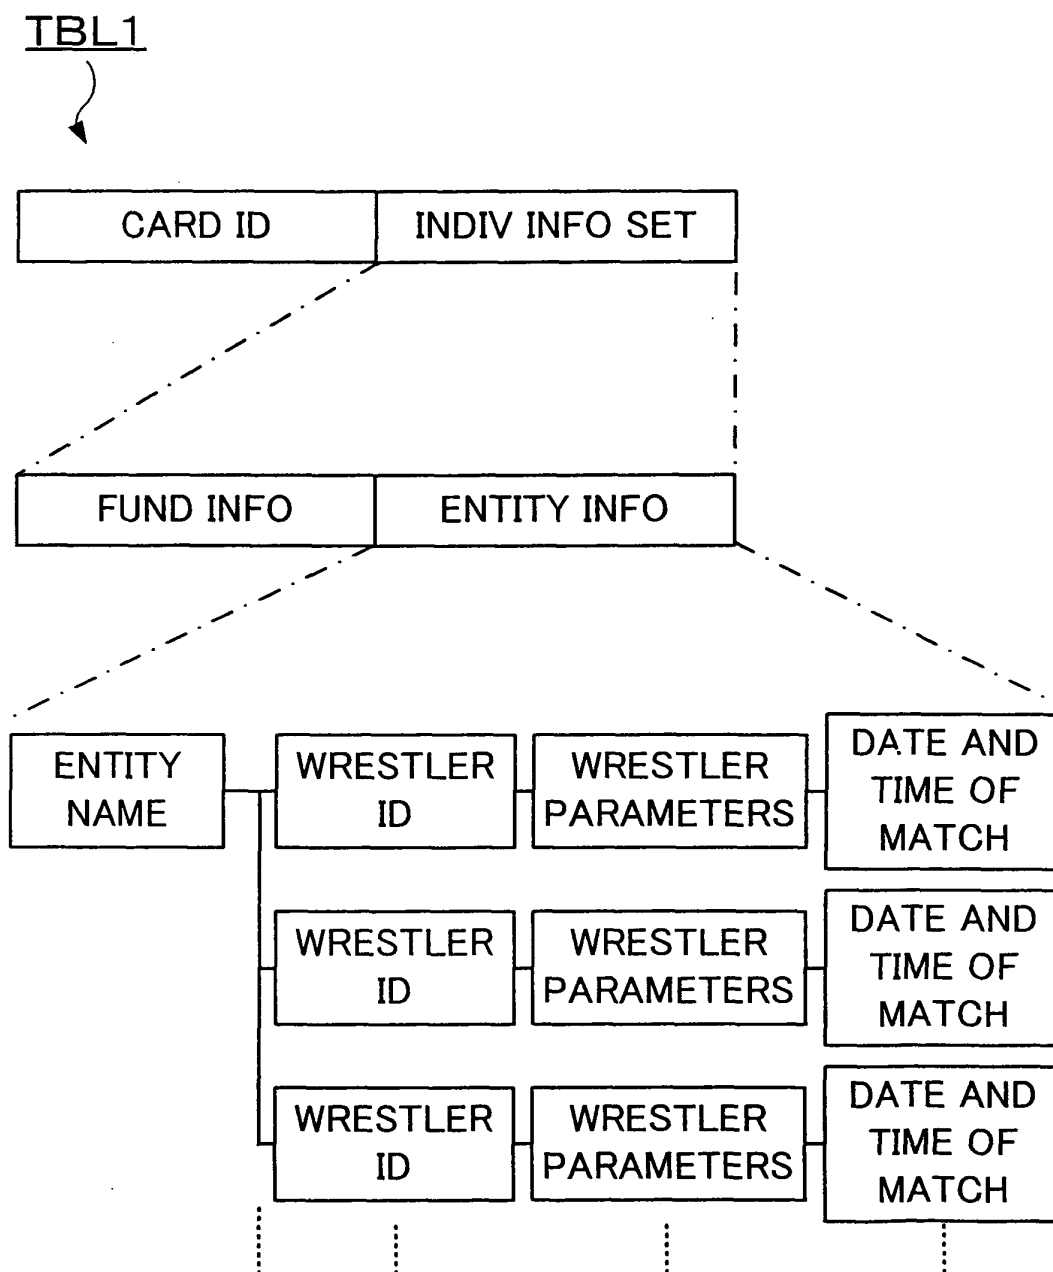 TBL1
CARD ID
INDIV INFO SET
FUND INFO
ENTITY INFO
ENTITY
NAME
WRESTLER
ID
WRESTLER
PARAMETERS
DATE AND
TIME OF
MATCH
WRESTLER
ID
WRESTLER
PARAMETERS
DATE AND
TIME OF
MATCH
WRESTLER
ID
WRESTLER
PARAMETERS
DATE AND
TIME OF
MATCH